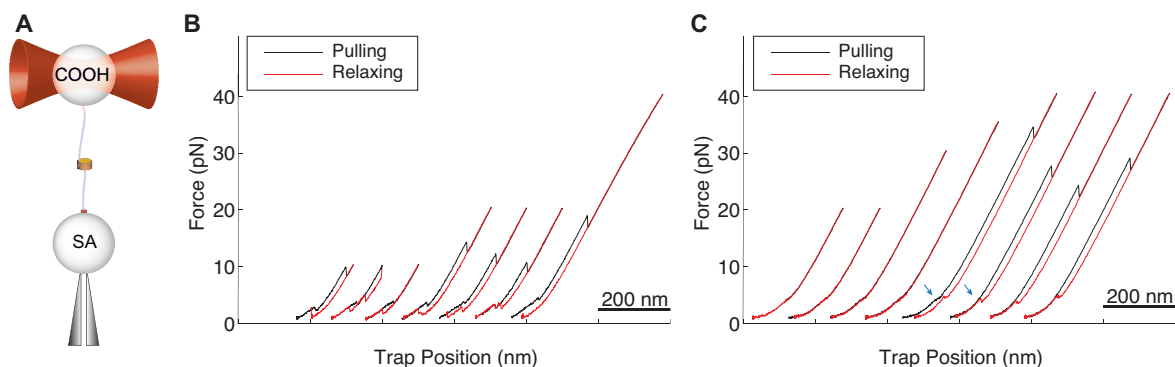 A
COOH
SA
B
Pulling
Relaxing
Force (pN)
40
30
20
10
0
200 nm
Trap Position (nm)
C
Pulling
Relaxing
Force (pN)
40
30
20
10
0
200 nm
Trap Position (nm)